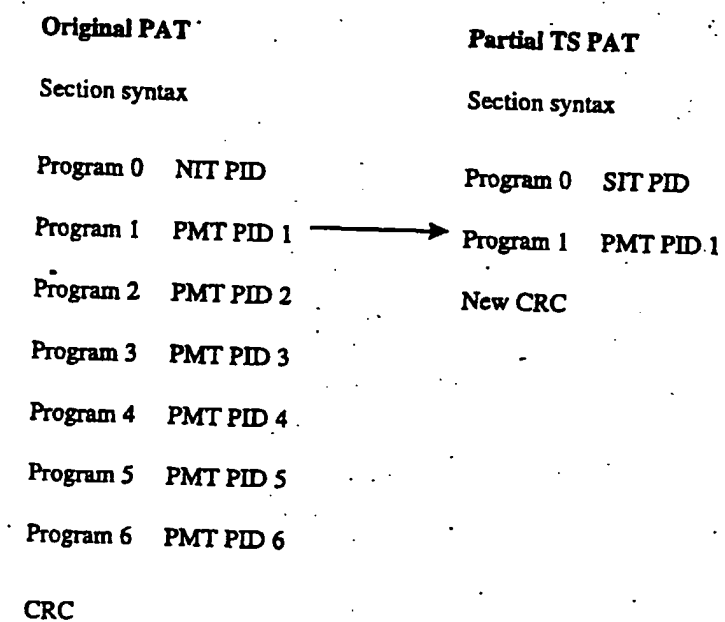 Original PAT
Section syntax
Program 0 NIT PID
Program 1 PMT PID 1
Program 2 PMT PID 2
Program 3 PMT PID 3
Program 4 PMT PID 4
Program 5 PMT PID 5
Program 6 PMT PID 6
CRC
Partial TS PAT
Section syntax
Program 0 SIT PID
Program 1 PMT PID 1
New CRC